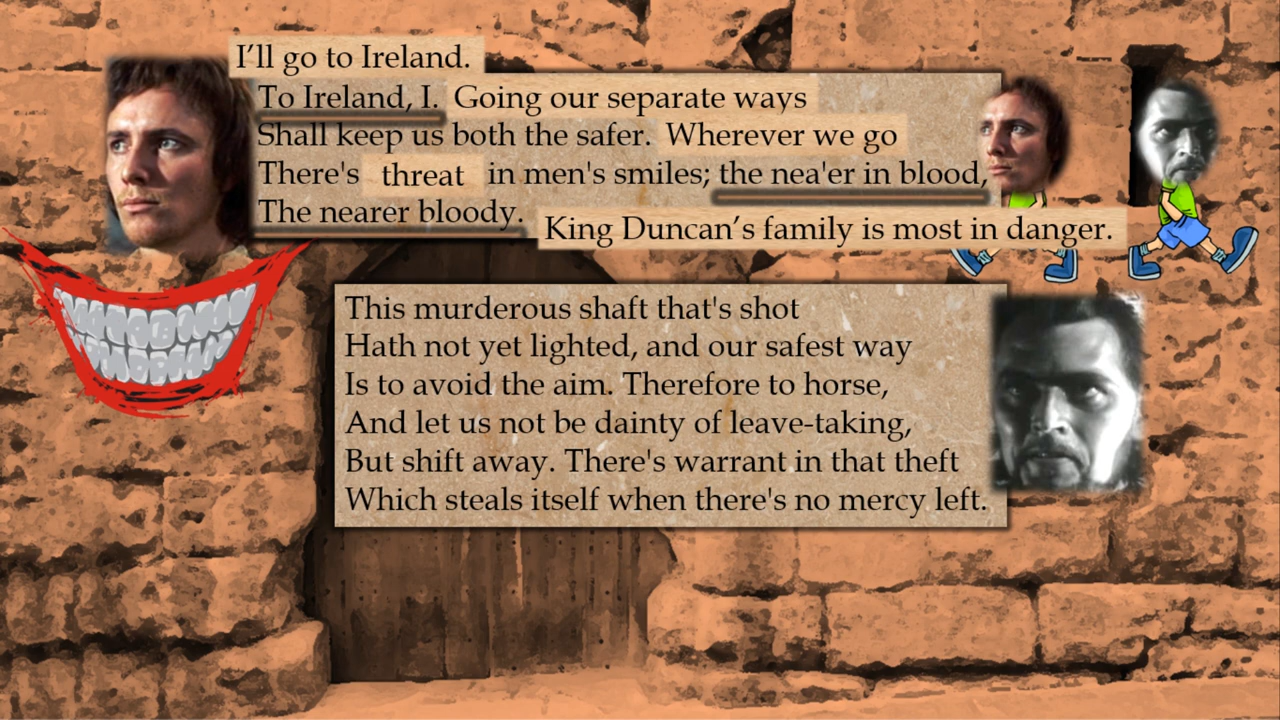 I’ll go to Ireland.
To Ireland, I. Going our separate ways
Shall keep us both the safer. Wherever we go
There's threat in men's smiles; the nea'er in blood,
The nearer bloody.
King Duncan’s family is most in danger.
This murderous shaft that's shot
Hath not yet lighted, and our safest way
Is to avoid the aim. Therefore to horse,
And let us not be dainty of leave-taking,
But shift away. There's warrant in that theft
Which steals itself when there's no mercy left.